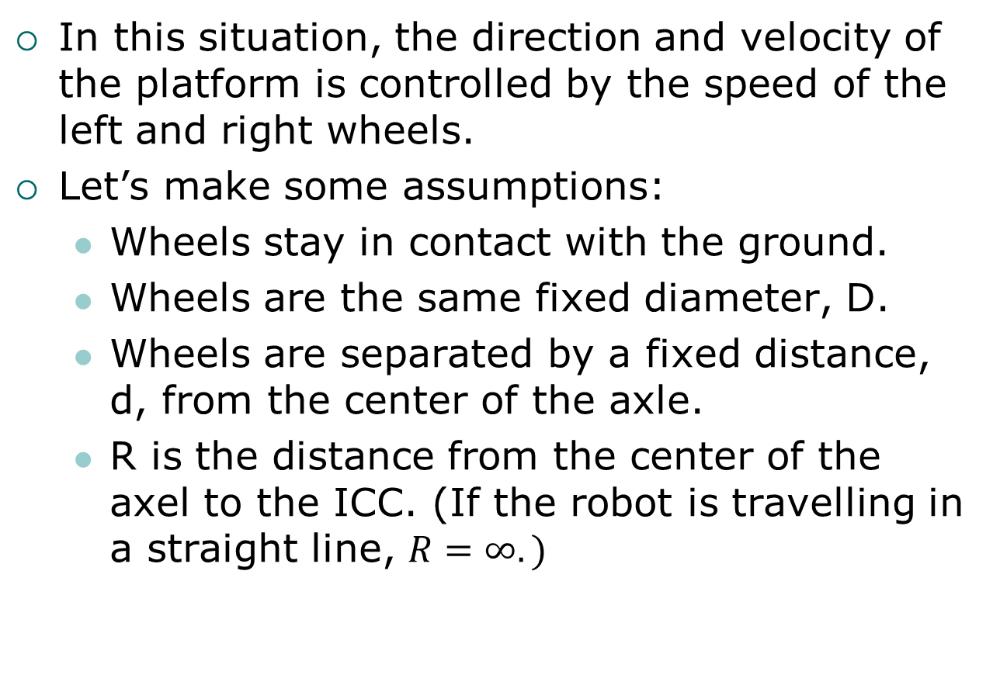 In this situation, the direction and velocity of
the platform is controlled by the speed of the
left and right wheels.
Let’s make some assumptions:
Wheels stay in contact with the ground.
Wheels are the same fixed diameter, D.
Wheels are separated by a fixed distance,
d, from the center of the axle.
R is the distance from the center of the
axel to the ICC. (If the robot is travelling in
a straight line, R = ∞.)